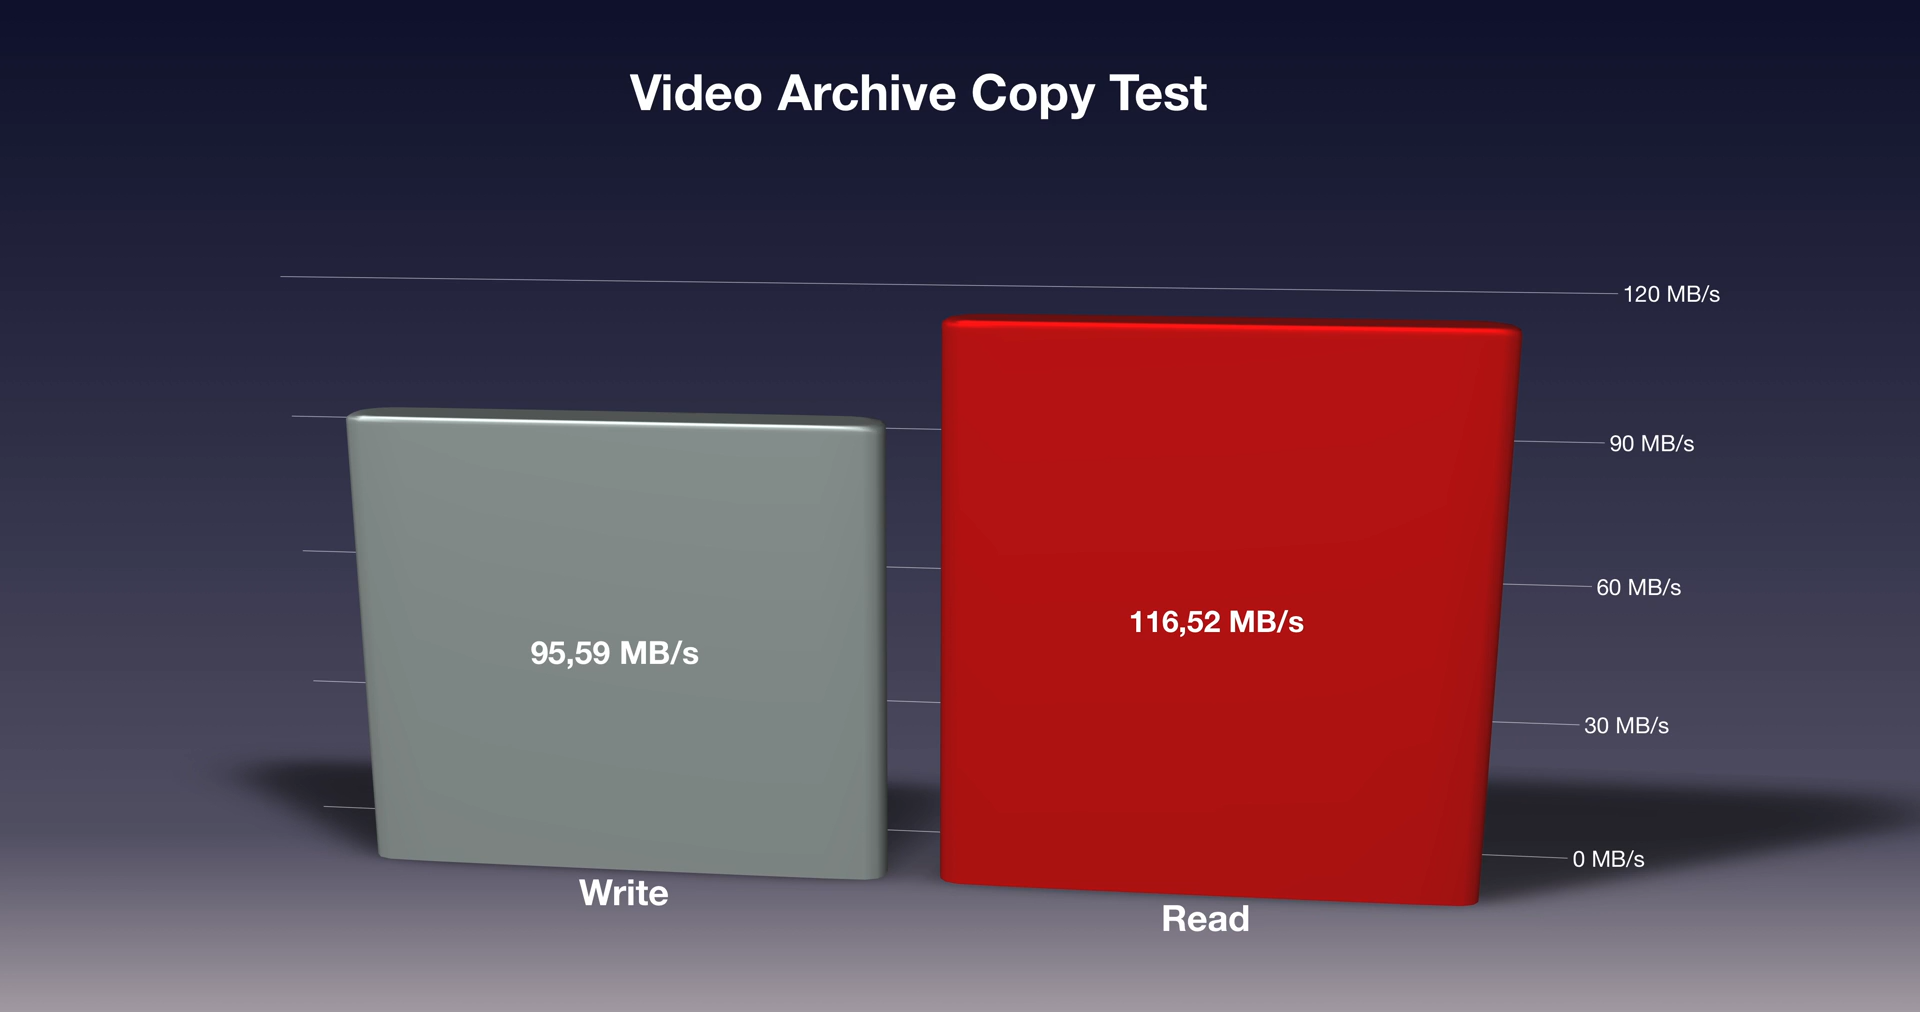 Video Archive Copy Test
120 MB/s
90 MB/s
60 MB/s
30 MB/s
0 MB/s
95,59 MB/s
116,52 MB/s
Write
Read